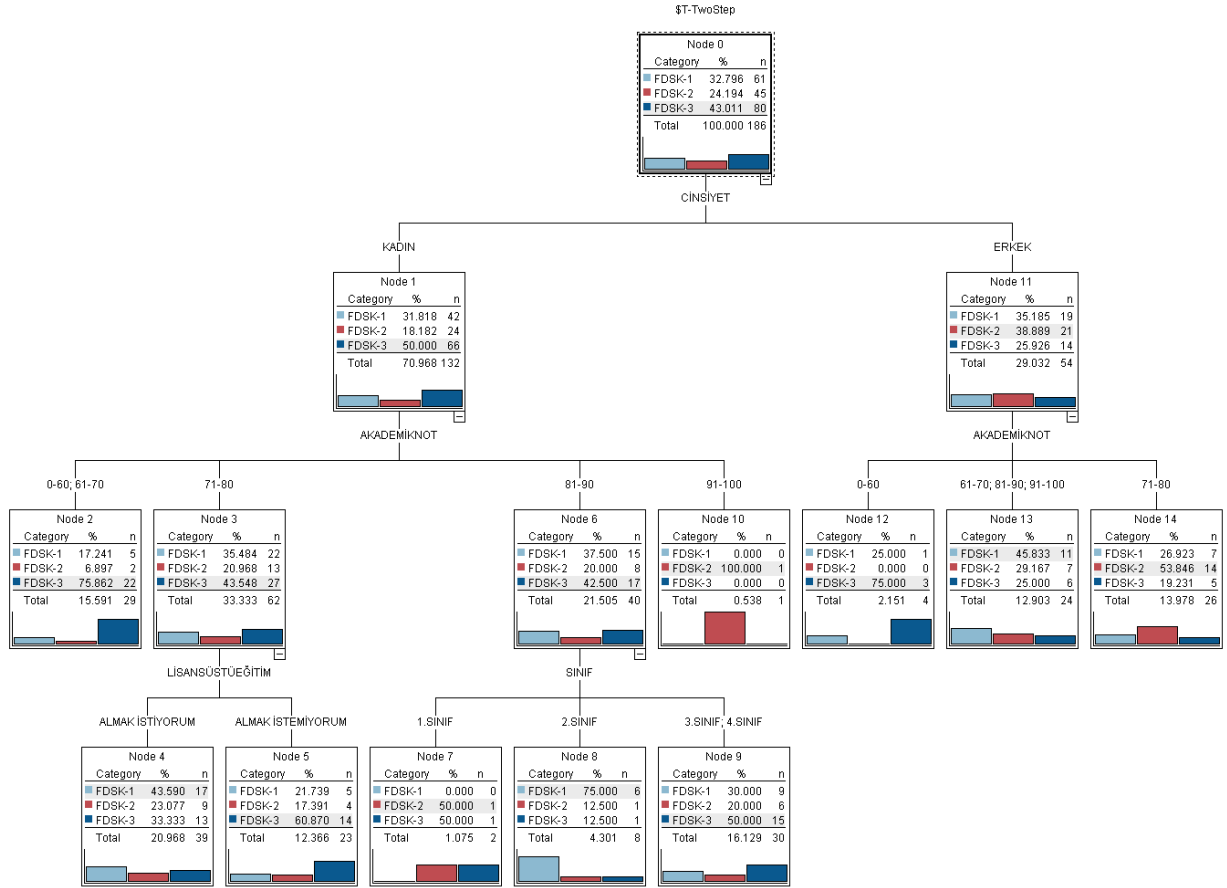 $T-TwoStep
Node 0
Category % n
FDSK-1 32.796 61
FDSK-2 24.194 45
FDSK-3 43.011 80
Total 100.000 186
CİNSİYET
KADIN
ERKEK
Node 1
Category % n
FDSK-1 31.818 42
FDSK-2 18.182 24
FDSK-3 50.000 66
Total 70.968 132
Node 11
Category % n
FDSK-1 35.185 19
FDSK-2 38.889 21
FDSK-3 25.926 14
Total 29.032 54
AKADEMİKNOT
AKADEMİKNOT
0-60; 61-70
71-80
81-90
91-100
0-60
61-70; 81-90; 91-100
71-80
Node 2
Category % n
FDSK-1 17.241 5
FDSK-2 6.897 2
FDSK-3 75.862 22
Total 15.591 29
Node 3
Category % n
FDSK-1 35.484 22
FDSK-2 20.968 13
FDSK-3 43.548 27
Total 33.333 62
Node 6
Category % n
FDSK-1 37.500 15
FDSK-2 20.000 8
FDSK-3 42.500 17
Total 21.505 40
Node 10
Category % n
FDSK-1 0.000 0
FDSK-2 100.000 1
FDSK-3 0.000 0
Total 0.538 1
Node 12
Category % n
FDSK-1 25.000 1
FDSK-2 0.000 0
FDSK-3 75.000 3
Total 2.151 4
Node 13
Category % n
FDSK-1 45.833 11
FDSK-2 29.167 7
FDSK-3 25.000 6
Total 12.903 24
Node 14
Category % n
FDSK-1 26.923 7
FDSK-2 53.846 14
FDSK-3 19.231 5
Total 13.978 26
LİSANSÜSTÜEĞİTİM
SINIF
ALMAK İSTİYORUM
ALMAK İSTEMİYORUM
1.SINIF
2.SINIF
3.SINIF; 4.SINIF
Node 4
Category % n
FDSK-1 43.590 17
FDSK-2 23.077 9
FDSK-3 33.333 13
Total 20.968 39
Node 5
Category % n
FDSK-1 21.739 5
FDSK-2 17.391 4
FDSK-3 60.870 14
Total 12.366 23
Node 7
Category % n
FDSK-1 0.000 0
FDSK-2 50.000 1
FDSK-3 50.000 1
Total 1.075 2
Node 8
Category % n
FDSK-1 75.000 6
FDSK-2 12.500 1
FDSK-3 12.500 1
Total 4.301 8
Node 9
Category % n
FDSK-1 30.000 9
FDSK-2 20.000 6
FDSK-3 50.000 15
Total 16.129 30